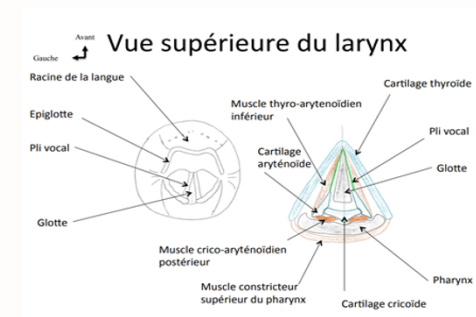 Avant
Gauche
Vue supérieure du larynx
Racine de la langue
Epiglotte
Pli vocal
Glotte
Muscle thyro-arytenoïdien
inférieur
Cartilage
aryténoïde
Muscle crico-aryténoïdien
postérieur
Muscle constricteur
supérieur du pharynx
Cartilage thyroïde
Pli vocal
Glotte
Pharynx
Cartilage cricoïde